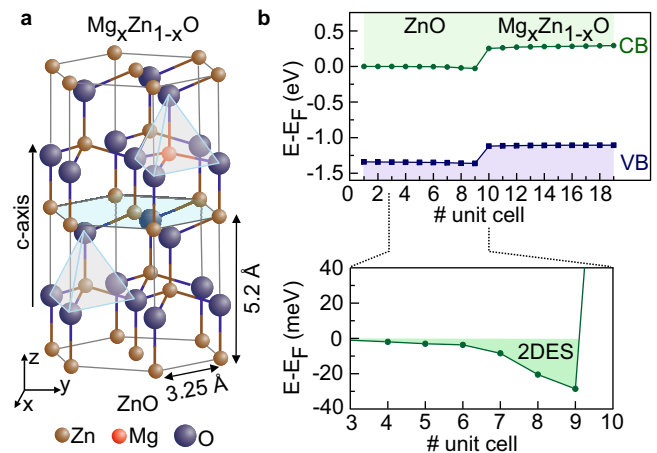 a
MgxZn1-xO
c-axis
5.2 Å
3.25 Å
z
y
x
ZnO
Zn Mg O
b
ZnO MgxZn1-xO
CB
VB
E-EF (eV)
0.5
0.0
-0.5
-1.0
-1.5
0 2 4 6 8 10 12 14 16 18
# unit cell
E-EF (meV)
40
20
0
-20
-40
2DES
3 4 5 6 7 8 9 10
# unit cell